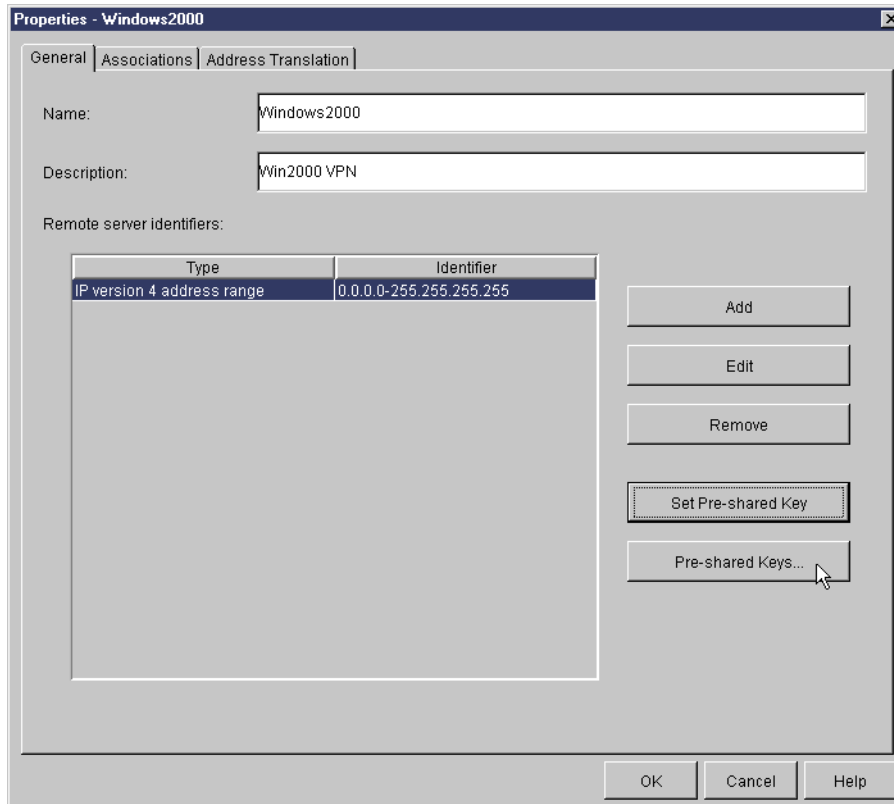 Properties - Windows2000
General Associations Address Translation
Name: Windows2000
Description: Win2000 VPN
Remote server identifiers:
Type Identifier
IP version 4 address range 0.0.0.0-255.255.255.255
Add
Edit
Remove
Set Pre-shared Key
Pre-shared Keys...
OK Cancel Help